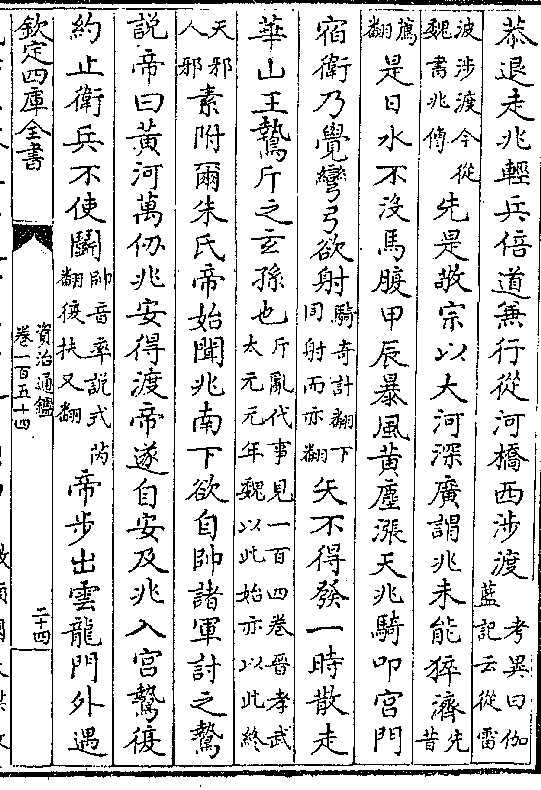 恭退走兆輕兵倍道兼行從河橋西涉渡考異曰伽藍記云從雷
波涉渡今從魏書兆傳先是敬宗以大河深廣謂兆未能猝濟先昔
薦翻是日水不沒馬腹甲辰暴風黃塵漲天兆騎叩宮門
宿衛乃覺彎弓欲射騎奇計翻下同射而亦翻矢不得發一時散走
華山王鷙斤之玄孫也斤亂代事見一百四卷晉孝武太元元年魏以此始亦以此終
天邪人邪素附爾朱氏帝始聞兆南下欲自帥諸軍討之鷙
說帝曰黃河萬仞兆安得渡帝遂自安及兆入宮鷙復
約止衛兵不使鬭帥音率說式芮翻復扶又翻帝步出雲龍門外遇
欽定四庫全書
資治通鑑
卷一百五十四
二十四